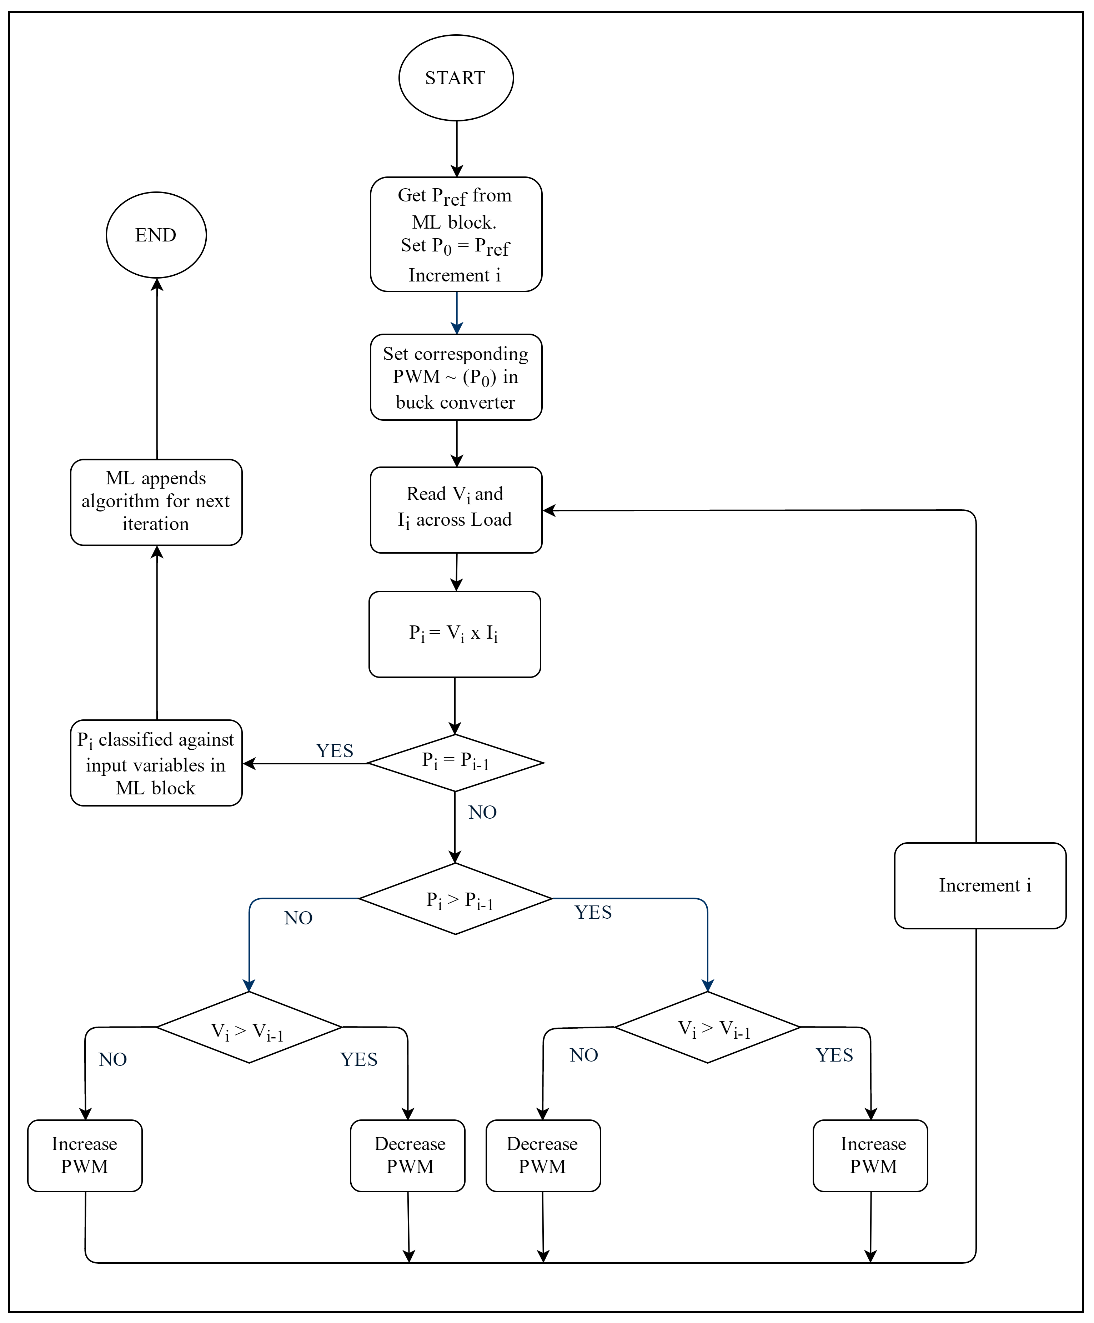 START
Get Pref from
ML block.
Set P0 = Pref
Increment i
END
Set corresponding
PWM ~ (P0) in
buck converter
ML appends
algorithm for next
iteration
Read Vi and
Ii across Load
Pi = Vi x Ii
Pi classified against
input variables in
ML block
YES
Pi = Pi-1
NO
Increment i
Pi > Pi-1
NO
YES
Vi > Vi-1
NO
YES
Vi > Vi-1
NO
YES
Increase
PWM
Decrease
PWM
Decrease
PWM
Increase
PWM